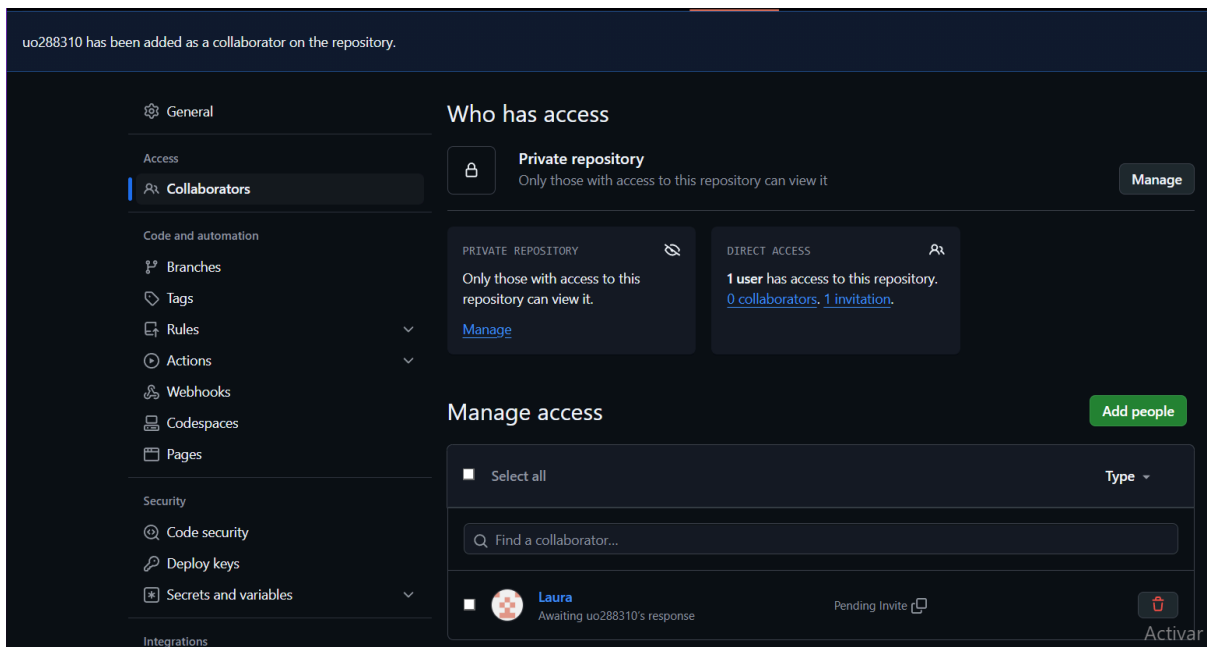 uo288310 has been added as a collaborator on the repository.
General
Access
Collaborators
Code and automation
Branches
Tags
Rules
Actions
Webhooks
Codespaces
Pages
Security
Code security
Deploy keys
Secrets and variables
Integrations
Who has access
Private repository
Only those with access to this repository can view it
Manage
PRIVATE REPOSITORY
Only those with access to this
repository can view it.
Manage
DIRECT ACCESS
1 user has access to this repository.
0 collaborators. 1 invitation.
Manage access
Add people
Select all
Type
Find a collaborator...
Laura
Awaiting uo288310's response
Pending Invite
Activar